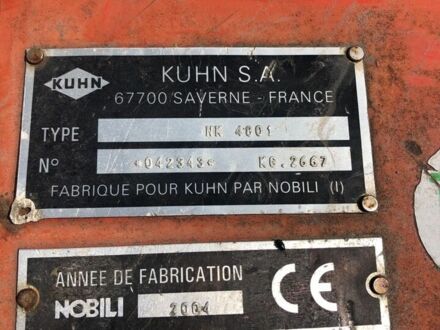 KUHN
KUHN S.A.
67700 SAVERNE - FRANCE
TYPE NK 4801
N° *042343* KG.2667
FABRIQUE POUR KUHN PAR NOBILI (I)
ANNEE DE FABRICATION
NOBILI 2004
CE